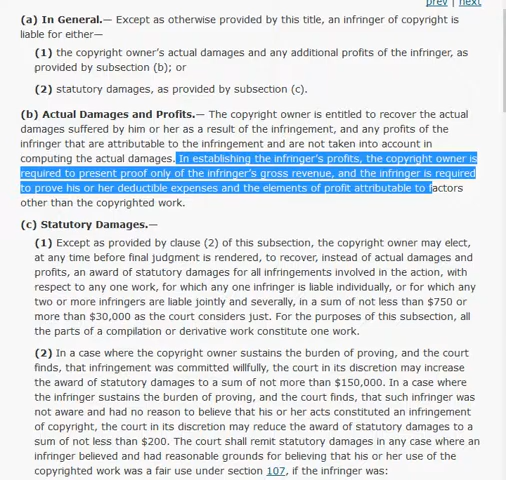 prev | next
(a) In General.— Except as otherwise provided by this title, an infringer of copyright is
liable for either—
(1) the copyright owner's actual damages and any additional profits of the infringer, as
provided by subsection (b); or
(2) statutory damages, as provided by subsection (c).
(b) Actual Damages and Profits.— The copyright owner is entitled to recover the actual
damages suffered by him or her as a result of the infringement, and any profits of the
infringer that are attributable to the infringement and are not taken into account in
computing the actual damages. In establishing the infringer's profits, the copyright owner is
required to present proof only of the infringer's gross revenue, and the infringer is required
to prove his or her deductible expenses and the elements of profit attributable to factors
other than the copyrighted work.
(c) Statutory Damages.—
(1) Except as provided by clause (2) of this subsection, the copyright owner may elect,
at any time before final judgment is rendered, to recover, instead of actual damages and
profits, an award of statutory damages for all infringements involved in the action, with
respect to any one work, for which any one infringer is liable individually, or for which any
two or more infringers are liable jointly and severally, in a sum of not less than $750 or
more than $30,000 as the court considers just. For the purposes of this subsection, all
the parts of a compilation or derivative work constitute one work.
(2) In a case where the copyright owner sustains the burden of proving, and the court
finds, that infringement was committed willfully, the court in its discretion may increase
the award of statutory damages to a sum of not more than $150,000. In a case where
the infringer sustains the burden of proving, and the court finds, that such infringer was
not aware and had no reason to believe that his or her acts constituted an infringement
of copyright, the court in its discretion may reduce the award of statutory damages to a
sum of not less than $200. The court shall remit statutory damages in any case where an
infringer believed and had reasonable grounds for believing that his or her use of the
copyrighted work was a fair use under section 107, if the infringer was: